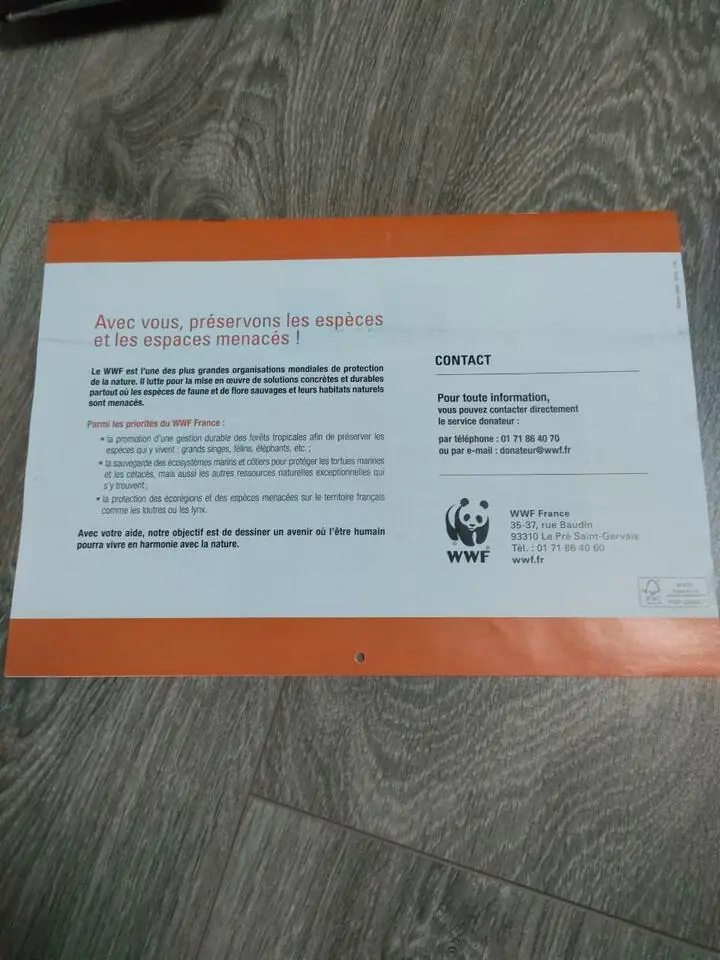 Avec vous, préservons les espèces
et les espaces menacés !
Le WWF est l'une des plus grandes organisations mondiales de protection
de la nature. Il lutte pour la mise en œuvre de solutions concrètes et durables
partout où les espèces de faune et de flore sauvages et leurs habitats naturels
sont menacés.
Parmi les priorités du WWF France :
• la promotion d'une gestion durable des forêts tropicales afin de préserver les
espèces qui y vivent : grands singes, félins, éléphants, etc. ;
• la sauvegarde des écosystèmes marins et côtiers pour protéger les tortues marines
et les cétacés, mais aussi les autres ressources naturelles exceptionnelles qui
s'y trouvent ;
• la protection des écorégions et des espèces menacées sur le territoire français
comme les loutres ou les lynx.
Avec votre aide, notre objectif est de dessiner un avenir où l'être humain
pourra vivre en harmonie avec la nature.
CONTACT
Pour toute information,
vous pouvez contacter directement
le service donateur :
par téléphone : 01 71 86 40 70
ou par e-mail : donateur@wwf.fr
WWF
WWF France
35-37, rue Baudin
93310 Le Pré Saint-Gervais
Tél. : 01 71 86 40 60
wwf.fr
FSC